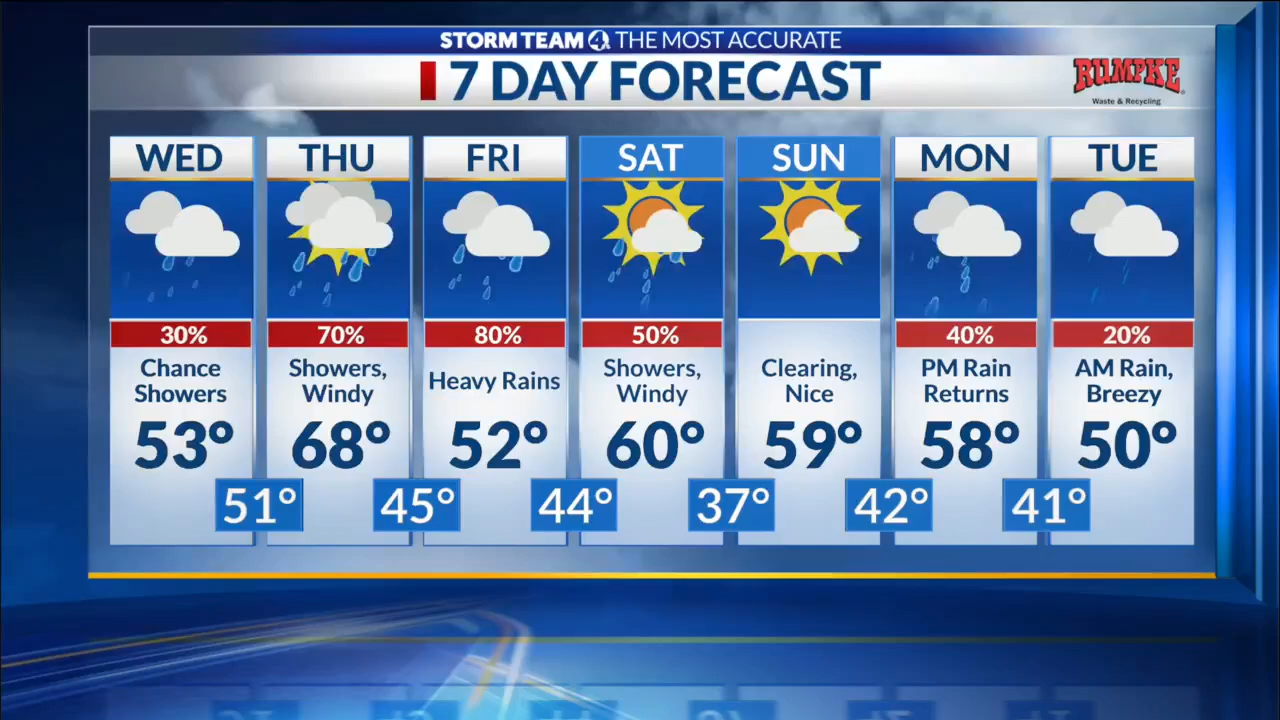 STORM TEAM 4 THE MOST ACCURATE
7 DAY FORECAST
RUMPKE
Waste & Recycling
WED
THU
FRI
SAT
SUN
MON
TUE
30%
70%
80%
50%
40%
20%
Chance
Showers
Showers,
Windy
Heavy Rains
Showers,
Windy
Clearing,
Nice
PM Rain
Returns
AM Rain,
Breezy
53°
68°
52°
60°
59°
58°
50°
51°
45°
44°
37°
42°
41°